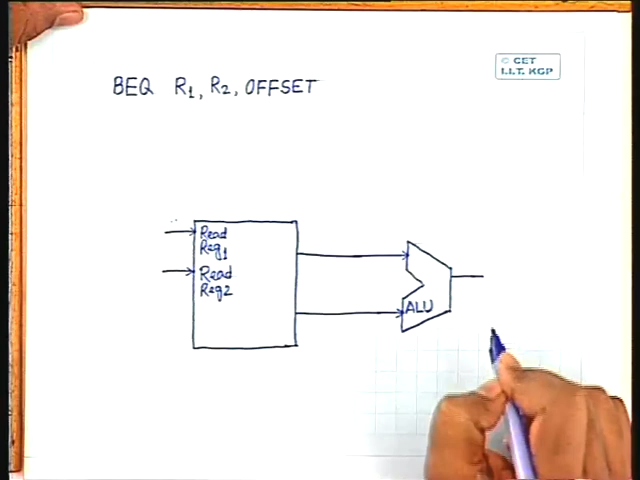 © CET
I.I.T. KGP
BEQ R1, R2, OFFSET
Read
Reg1
Read
Reg2
ALU